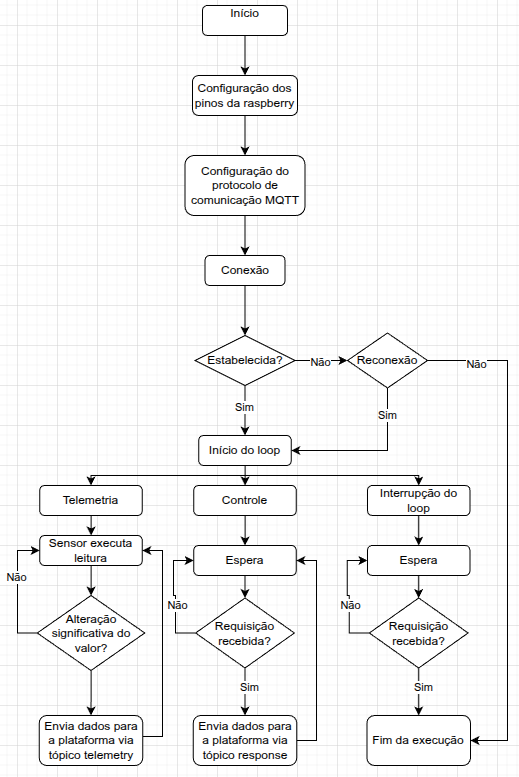 Início
Configuração dos
pinos da raspberry
Configuração do
protocolo de
comunicação MQTT
Conexão
Estabelecida?
Não
Reconexão
Não
Sim
Sim
Início do loop
Telemetria
Controle
Interrupção do
loop
Sensor executa
leitura
Espera
Espera
Não
Não
Não
Alteração
significativa do
valor?
Requisição
recebida?
Requisição
recebida?
Sim
Sim
Envia dados para
a plataforma via
tópico telemetry
Envia dados para
a plataforma via
tópico response
Fim da execução